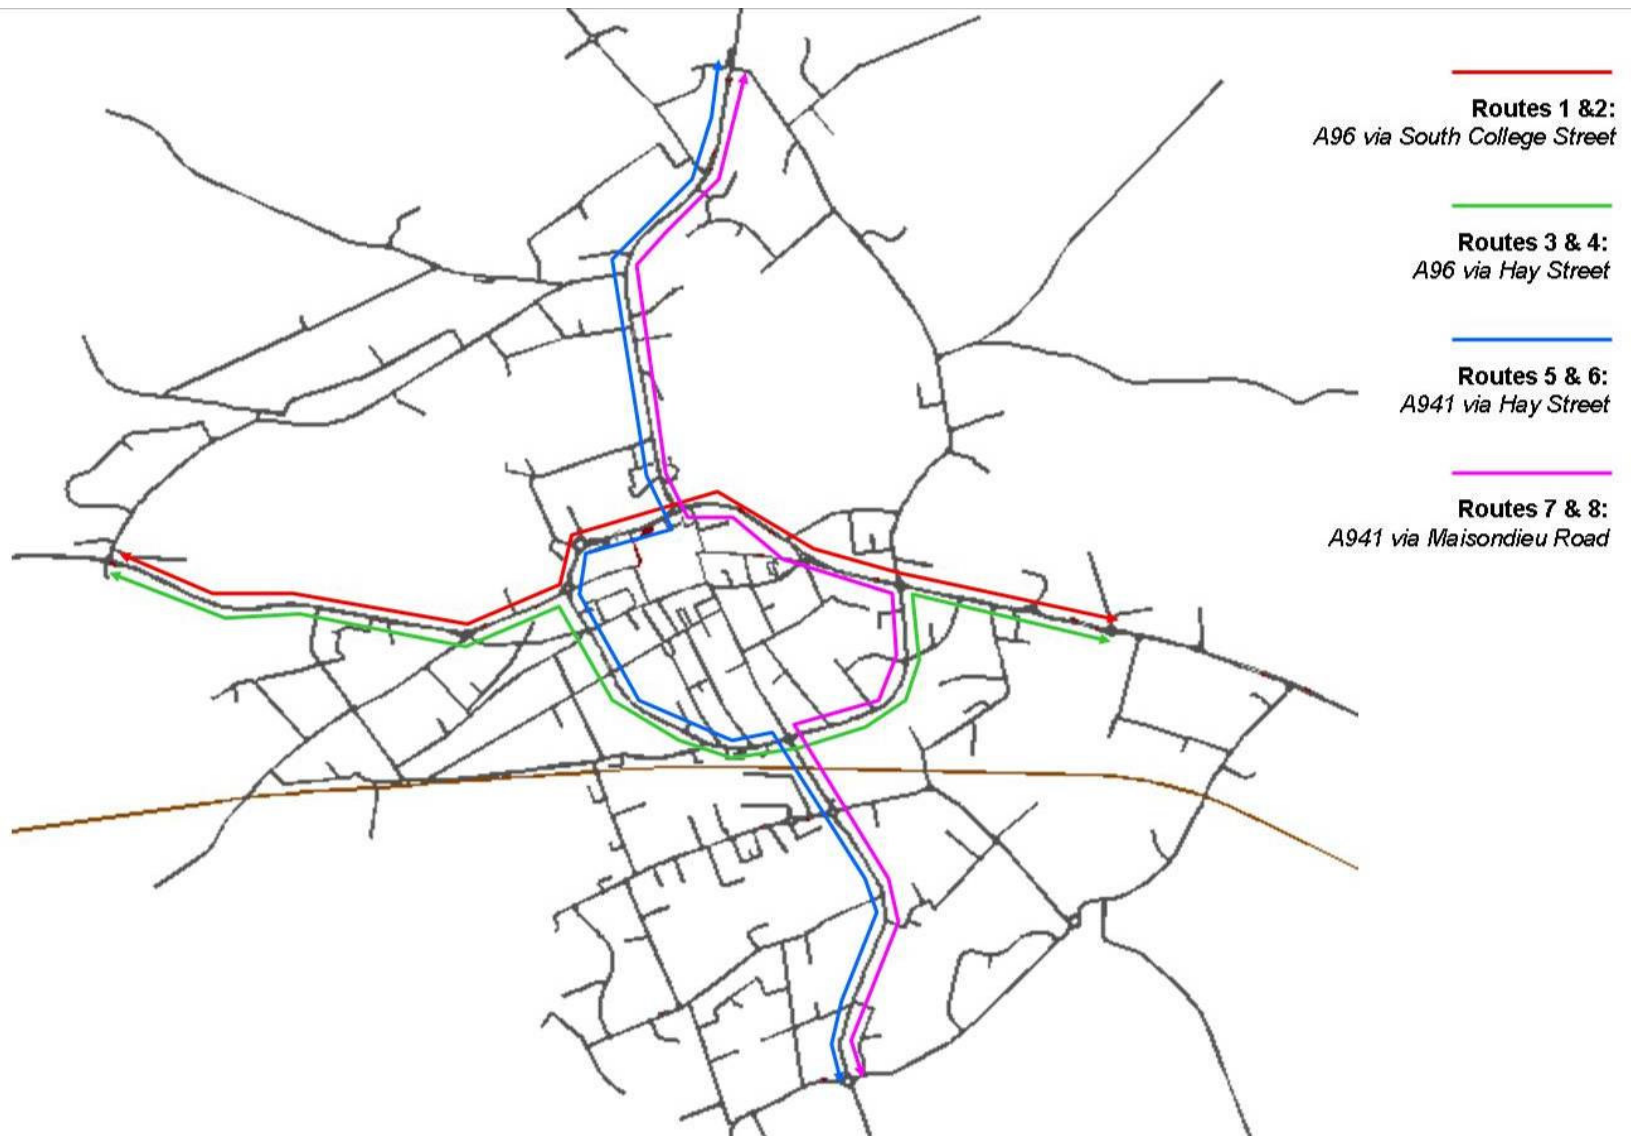 Routes 1 &2:
A96 via South College Street
Routes 3 & 4:
A96 via Hay Street
Routes 5 & 6:
A941 via Hay Street
Routes 7 & 8:
A941 via Maisondieu Road